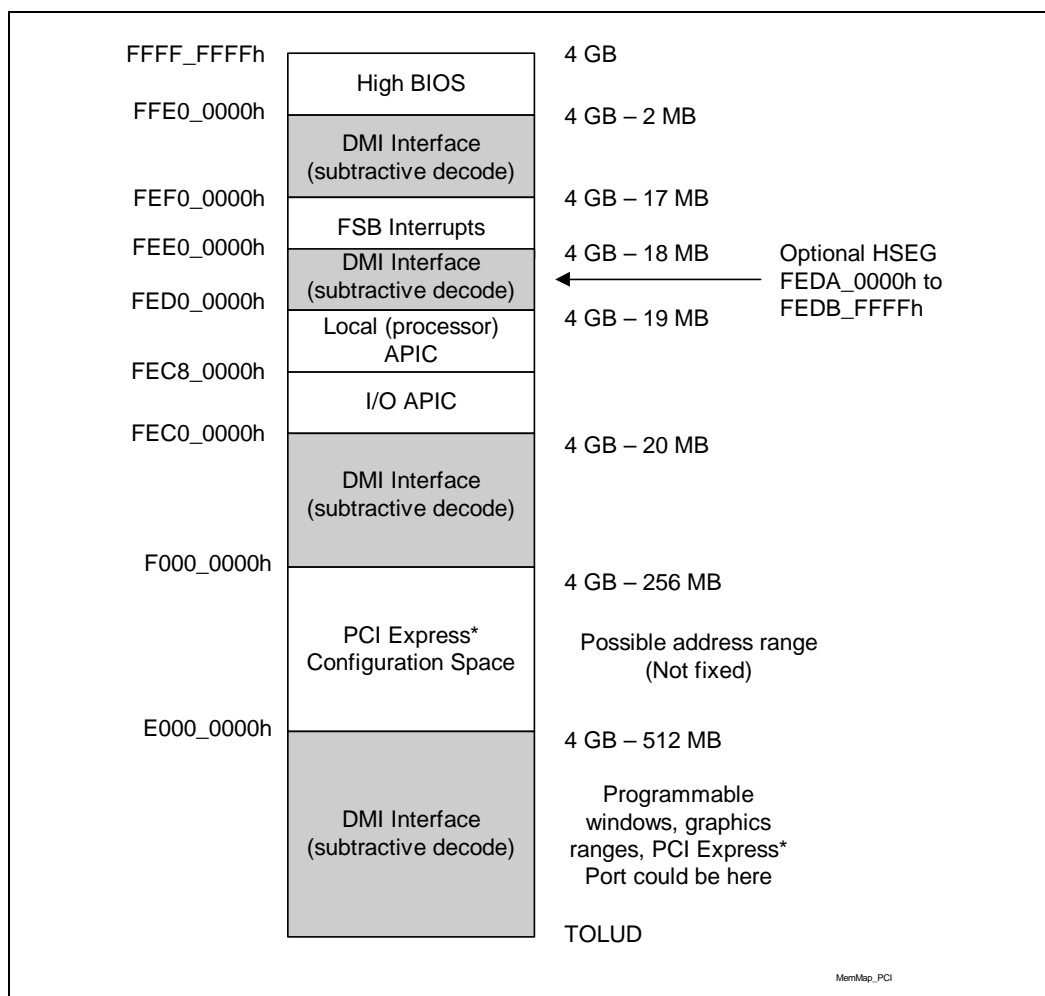 FFFF_FFFFh
4 GB
High BIOS
FFE0_0000h
4 GB – 2 MB
DMI Interface
(subtractive decode)
FEF0_0000h
4 GB – 17 MB
FSB Interrupts
FEE0_0000h
4 GB – 18 MB
DMI Interface
(subtractive decode)
Optional HSEG
FEDA_0000h to
FEDB_FFFFh
FED0_0000h
4 GB – 19 MB
Local (processor)
APIC
FEC8_0000h
I/O APIC
FEC0_0000h
4 GB – 20 MB
DMI Interface
(subtractive decode)
F000_0000h
4 GB – 256 MB
PCI Express*
Configuration Space
Possible address range
(Not fixed)
E000_0000h
4 GB – 512 MB
DMI Interface
(subtractive decode)
Programmable
windows, graphics
ranges, PCI Express*
Port could be here
TOLUD
MemMap_PCI